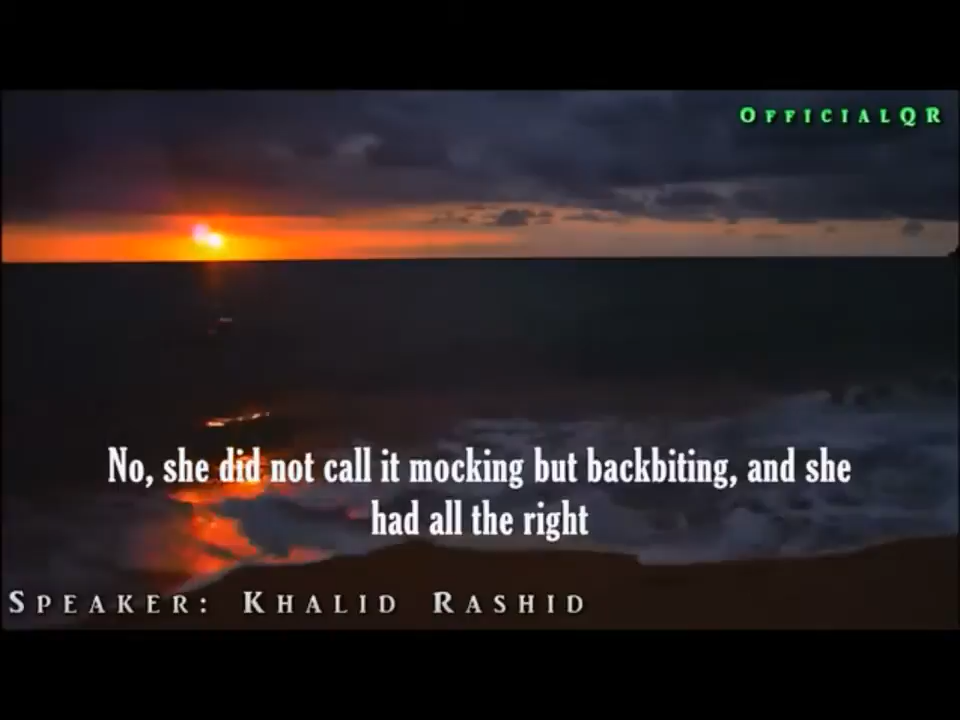 OFFICIALQR
No, she did not call it mocking but backbiting, and she
had all the right
SPEAKER: KHALID RASHID